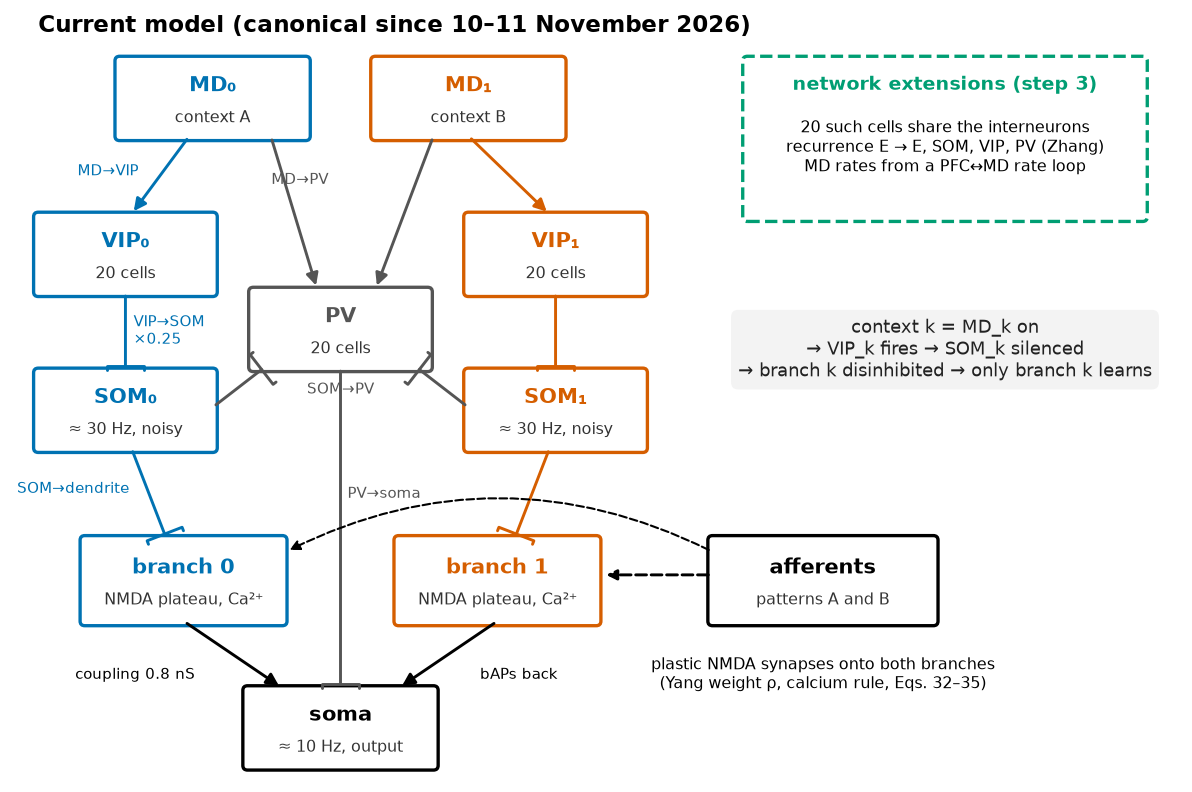 Current model (canonical since 10–11 November 2026)
MD₀
context A
MD₁
context B
network extensions (step 3)
20 such cells share the interneurons
recurrence E → E, SOM, VIP, PV (Zhang)
MD rates from a PFC↔MD rate loop
MD→VIP
MD→PV
VIP₀
20 cells
VIP₁
20 cells
PV
20 cells
VIP→SOM
×0.25
context k = MD_k on
→ VIP_k fires → SOM_k silenced
→ branch k disinhibited → only branch k learns
SOM→PV
SOM₀
≈ 30 Hz, noisy
SOM₁
≈ 30 Hz, noisy
SOM→dendrite
PV→soma
branch 0
NMDA plateau, Ca²⁺
branch 1
NMDA plateau, Ca²⁺
afferents
patterns A and B
coupling 0.8 nS
bAPs back
plastic NMDA synapses onto both branches
(Yang weight ρ, calcium rule, Eqs. 32–35)
soma
≈ 10 Hz, output